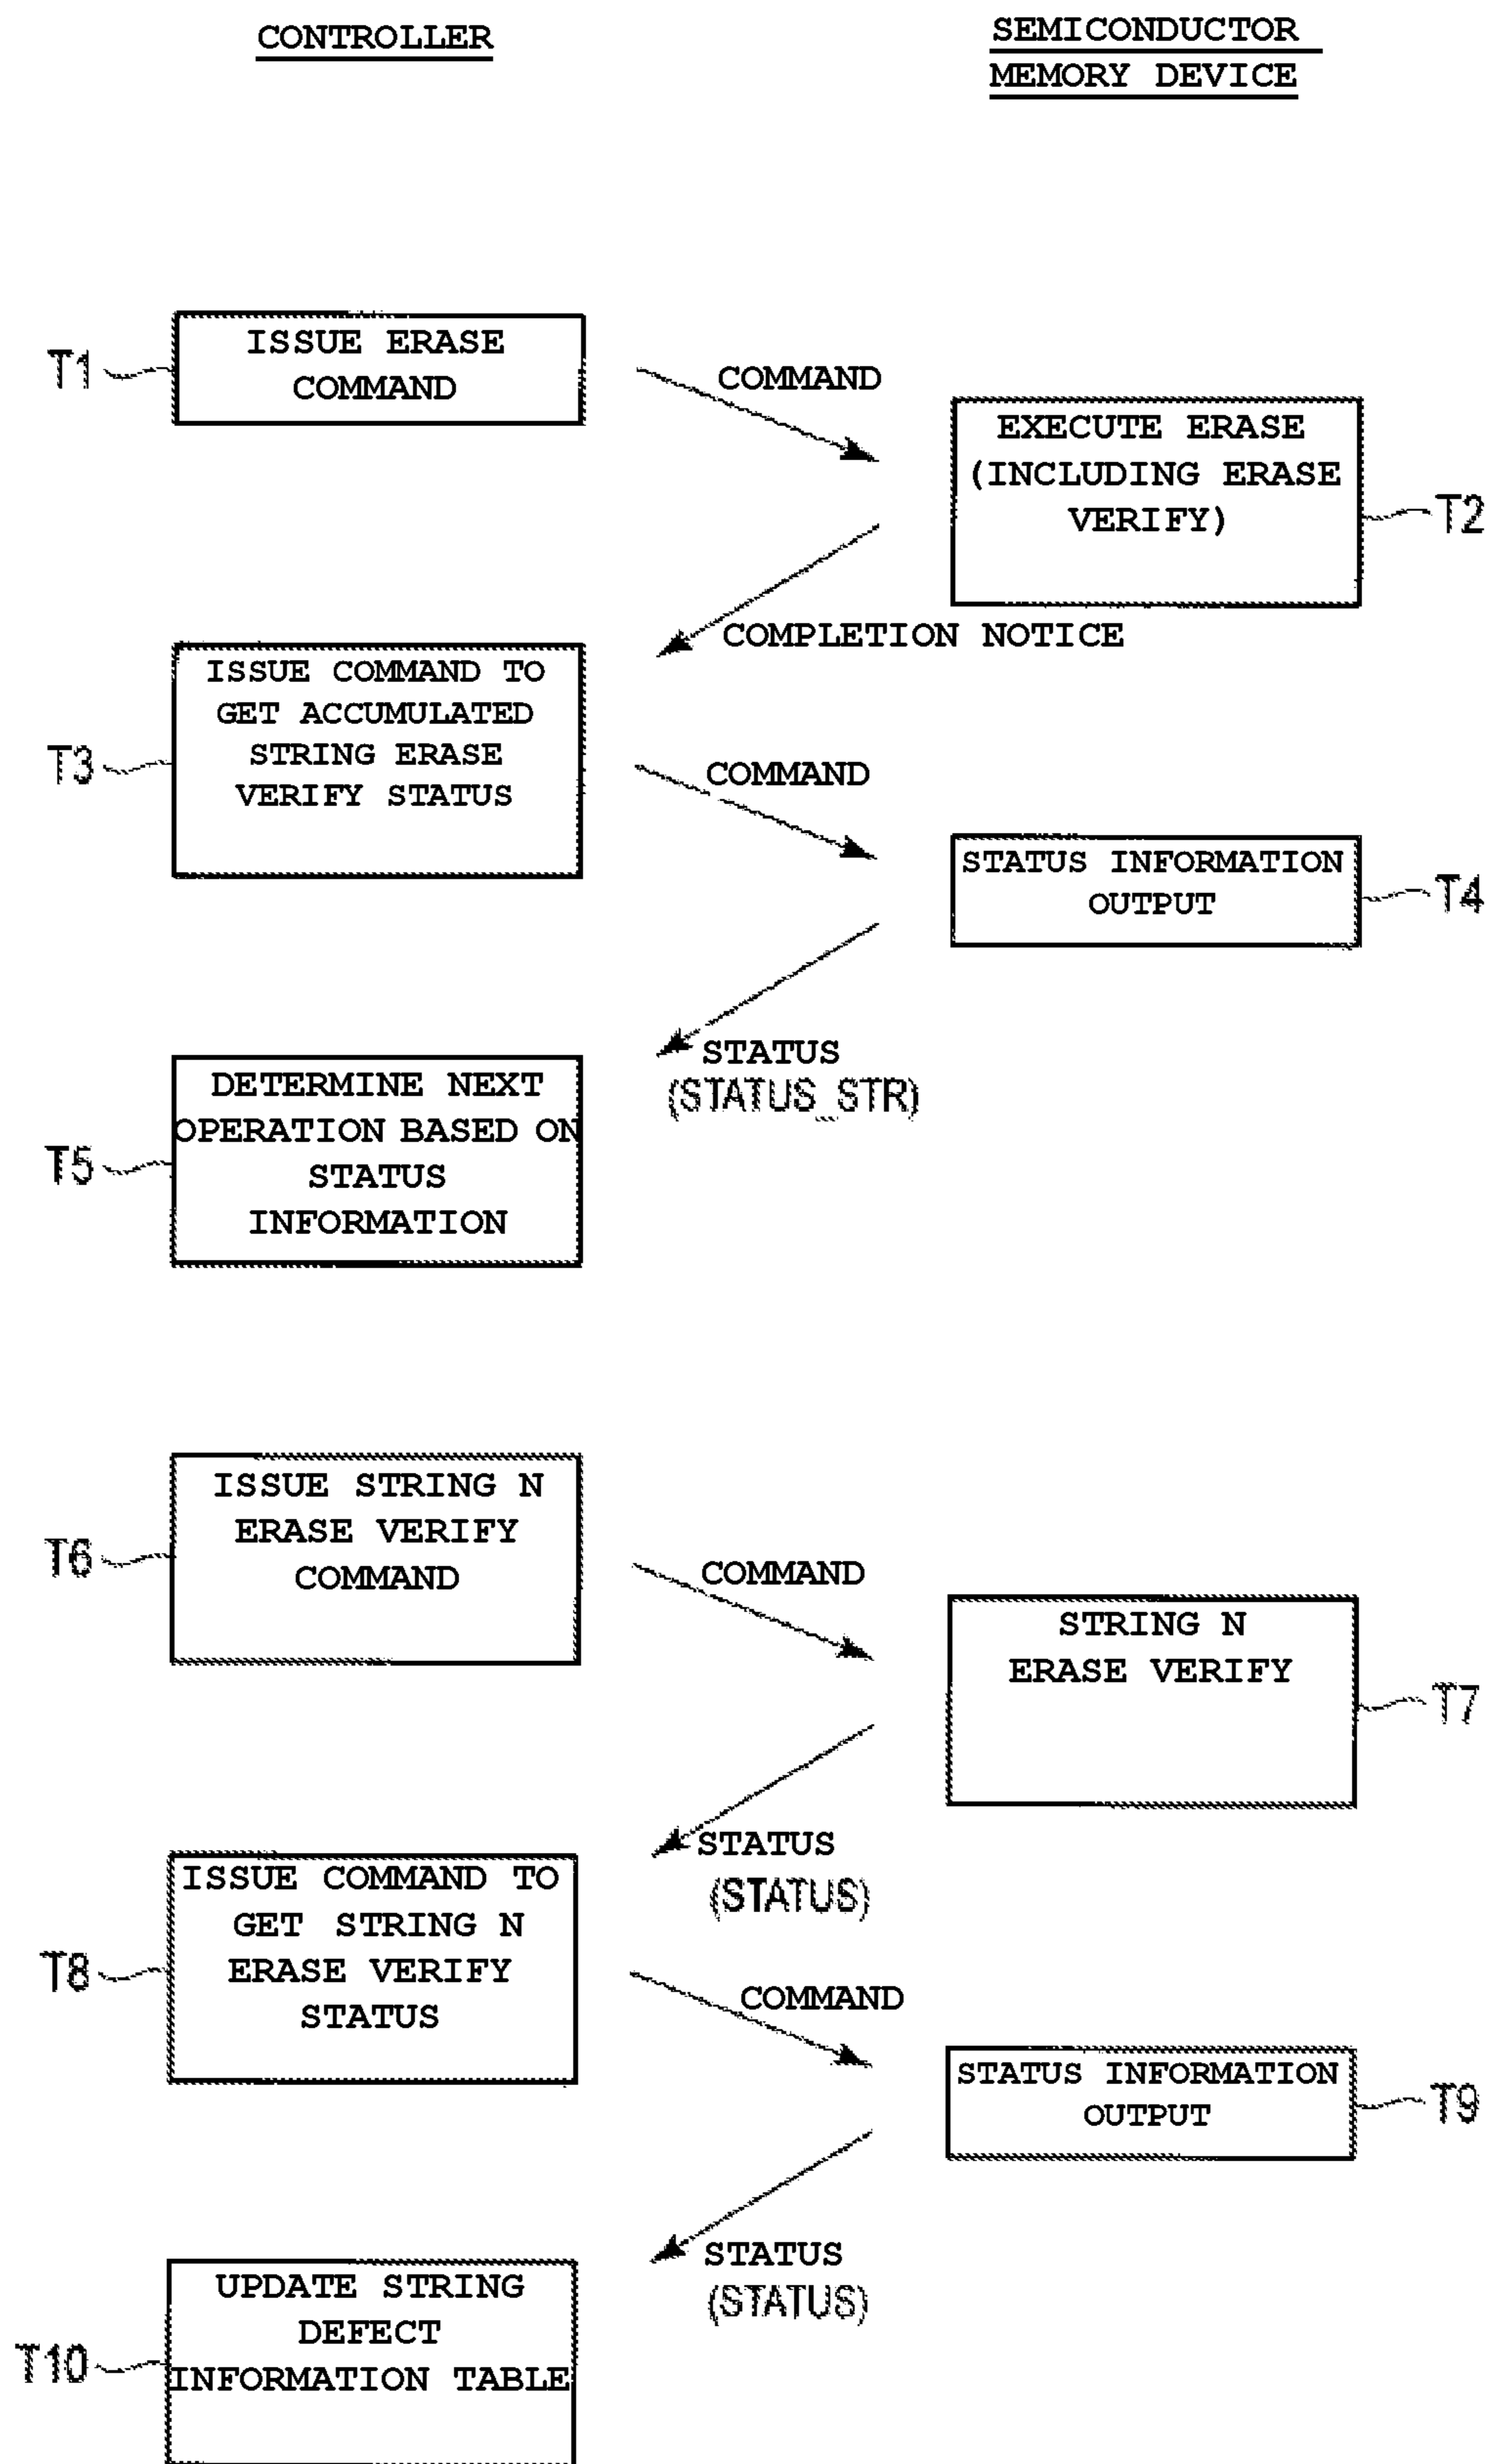 CONTROLLER
SEMICONDUCTOR
MEMORY DEVICE
T1
ISSUE ERASE
COMMAND
COMMAND
EXECUTE ERASE
(INCLUDING ERASE
VERIFY)
T2
COMPLETION NOTICE
T3
ISSUE COMMAND TO
GET ACCUMULATED
STRING ERASE
VERIFY STATUS
COMMAND
STATUS INFORMATION
OUTPUT
T4
STATUS
(STATUS_STR)
T5
DETERMINE NEXT
OPERATION BASED ON
STATUS
INFORMATION
T6
ISSUE STRING N
ERASE VERIFY
COMMAND
COMMAND
STRING N
ERASE VERIFY
T7
STATUS
(STATUS)
T8
ISSUE COMMAND TO
GET STRING N
ERASE VERIFY
STATUS
COMMAND
STATUS INFORMATION
OUTPUT
T9
STATUS
(STATUS)
T10
UPDATE STRING
DEFECT
INFORMATION TABLE